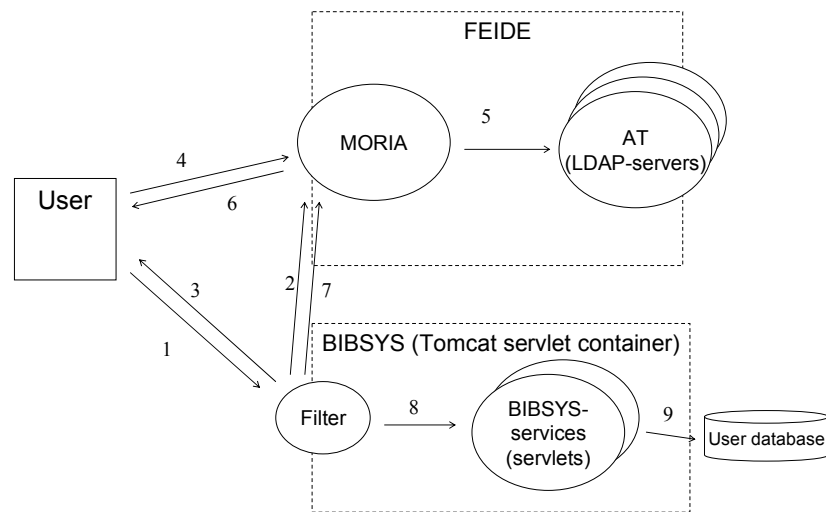 FEIDE
MORIA
5
AT
(LDAP-servers)
4
6
User
2
7
3
1
BIBSYS (Tomcat servlet container)
Filter
8
BIBSYS-
services
(servlets)
9
User database